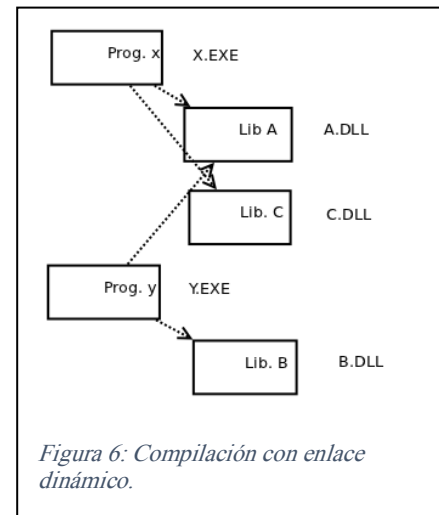 Prog. x X.EXE
Lib A A.DLL
Lib. C C.DLL
Prog. y Y.EXE
Lib. B B.DLL
Figura 6: Compilación con enlace
dinámico.